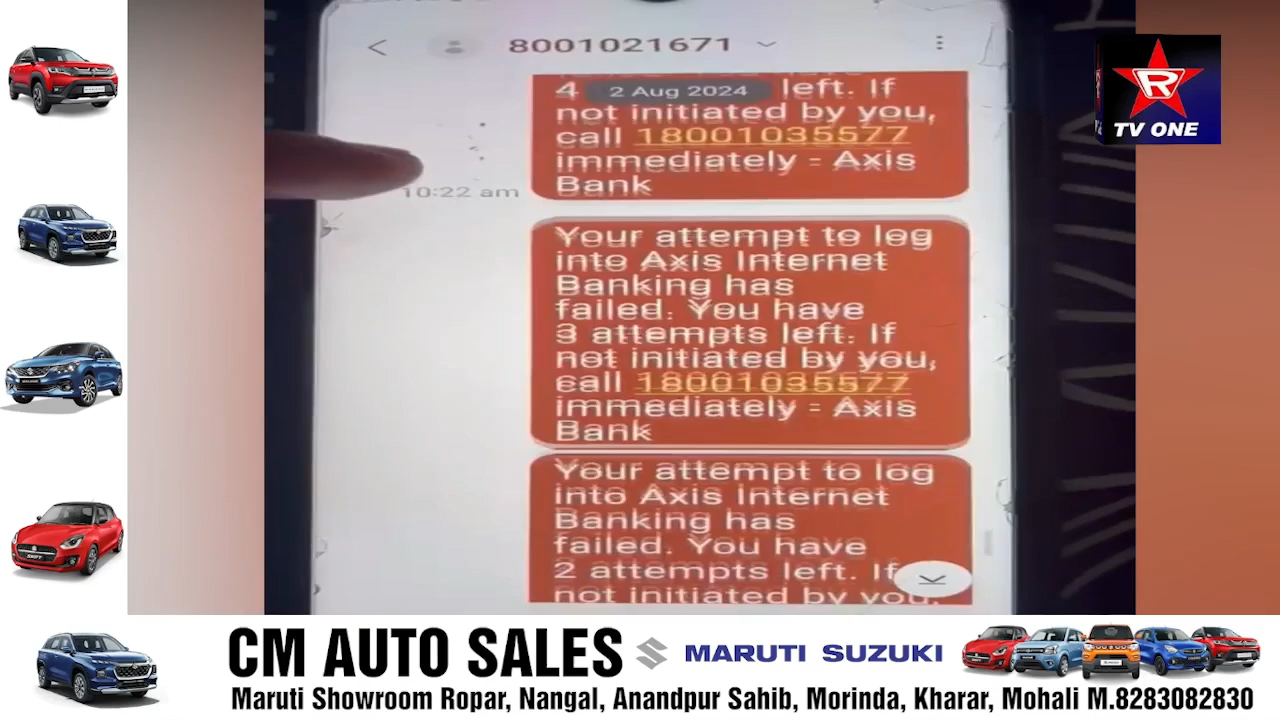 8001021671
2 Aug 2024
4 left. If
not initiated by you,
call 18001035577
immediately - Axis
Bank
10:22 am
Your attempt to log
into Axis Internet
Banking has
failed. You have
3 attempts left. If
not initiated by you,
call 18001035577
immediately - Axis
Bank
Your attempt to log
into Axis Internet
Banking has
failed. You have
2 attempts left. If
not initiated by you,
R
TV ONE
CM AUTO SALES MARUTI SUZUKI
Maruti Showroom Ropar, Nangal, Anandpur Sahib, Morinda, Kharar, Mohali M.8283082830